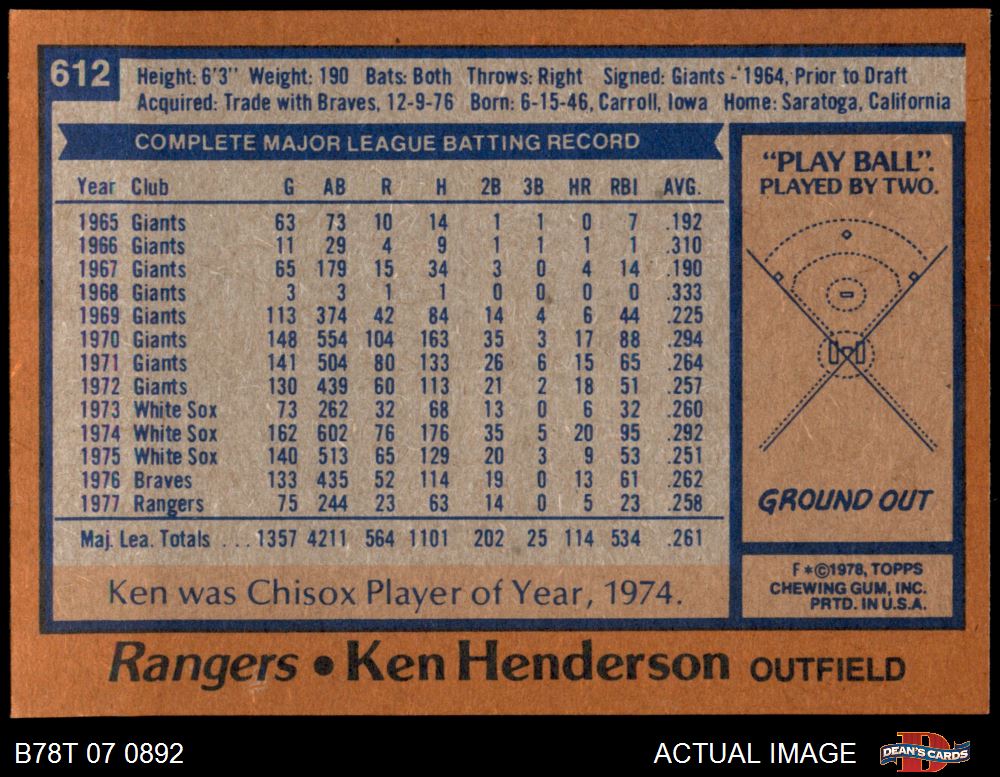 612
Height: 6'3" Weight: 190 Bats: Both Throws: Right Signed: Giants - '1964, Prior to Draft
Acquired: Trade with Braves, 12-9-76 Born: 6-15-46, Carroll, Iowa Home: Saratoga, California
COMPLETE MAJOR LEAGUE BATTING RECORD
Year Club G AB R H 2B 3B HR RBI AVG.
1965 Giants 63 73 10 14 1 1 0 7 .192
1966 Giants 11 29 4 9 1 1 1 1 .310
1967 Giants 65 179 15 34 3 0 4 14 .190
1968 Giants 3 3 1 1 0 0 0 0 .333
1969 Giants 113 374 42 84 14 4 6 44 .225
1970 Giants 148 554 104 163 35 3 17 88 .294
1971 Giants 141 504 80 133 26 6 15 65 .264
1972 Giants 130 439 60 113 21 2 18 51 .257
1973 White Sox 73 262 32 68 13 0 6 32 .260
1974 White Sox 162 602 76 176 35 5 20 95 .292
1975 White Sox 140 513 65 129 20 3 9 53 .251
1976 Braves 133 435 52 114 19 0 13 61 .262
1977 Rangers 75 244 23 63 14 0 5 23 .258
Maj. Lea. Totals ... 1357 4211 564 1101 202 25 114 534 .261
Ken was Chisox Player of Year, 1974.
"PLAY BALL".
PLAYED BY TWO.
GROUND OUT
F*©1978, TOPPS
CHEWING GUM, INC.
PRTD. IN U.S.A.
Rangers • Ken Henderson OUTFIELD
B78T 07 0892
ACTUAL IMAGE
D
DEAN'S CARDS